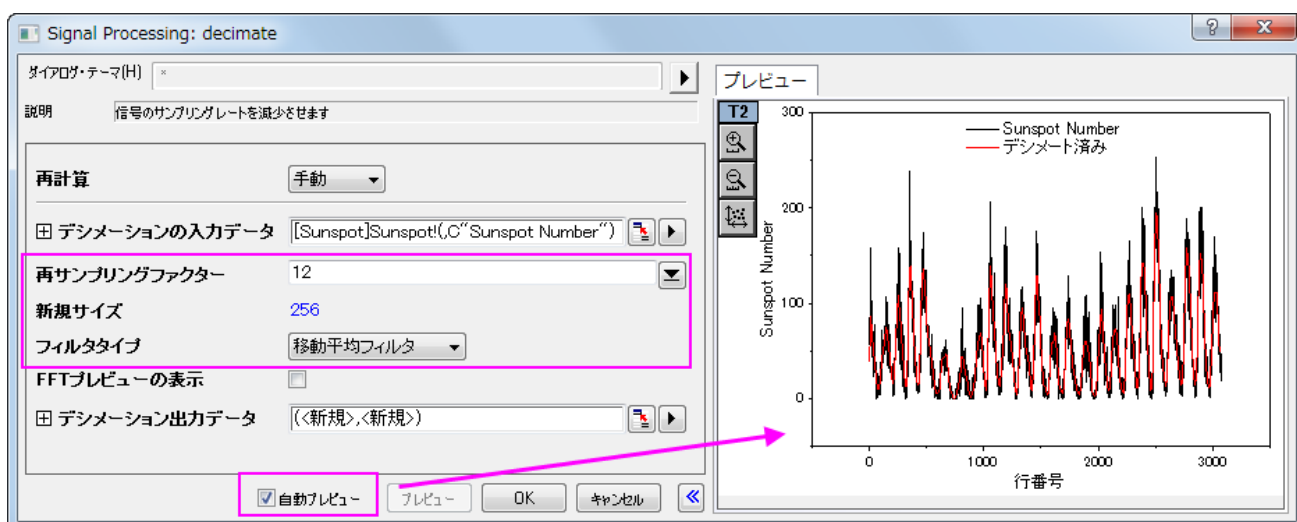 Signal Processing: decimate
ダイアログ・テーマ(H) *
説明 信号のサンプリングレートを減少させます
再計算 手動
デシメーションの入力データ [Sunspot]Sunspot!(,C"Sunspot Number")
再サンプリングファクター 12
新規サイズ 256
フィルタタイプ 移動平均フィルタ
FFTプレビューの表示
デシメーション出力データ (<新規>,<新規>)
自動プレビュー プレビュー OK キャンセル
プレビュー
T2
Sunspot Number
デシメート済み
300
200
100
0
Sunspot Number
0 1000 2000 3000
行番号